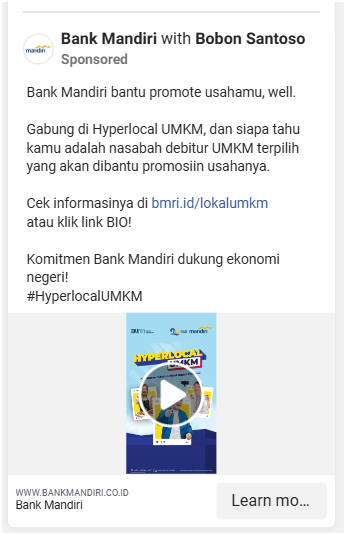 Bank Mandiri with Bobon Santoso
mandiri
Sponsored
Bank Mandiri bantu promote usahamu, well.
Gabung di Hyperlocal UMKM, dan siapa tahu
kamu adalah nasabah debitur UMKM terpilih
yang akan dibantu promosiin usahanya.
Cek informasinya di bmri.id/lokalumkm
atau klik link BIO!
Komitmen Bank Mandiri dukung ekonomi
negeri!
#HyperlocalUMKM
mandiri
HYPERLOCAL
UMKM
WWW.BANKMANDIRI.CO.ID
Bank Mandiri
Learn mo...